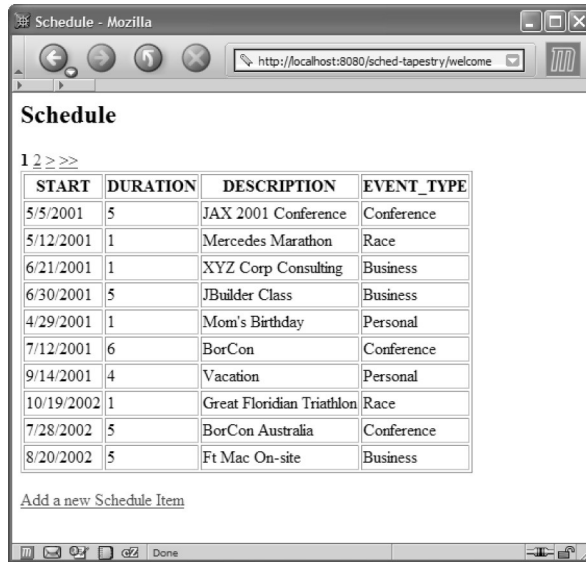 Schedule - Mozilla
http://localhost:8080/sched-tapestry/welcome
Schedule
1 2 > >>
START DURATION DESCRIPTION EVENT_TYPE
5/5/2001 5 JAX 2001 Conference Conference
5/12/2001 1 Mercedes Marathon Race
6/21/2001 1 XYZ Corp Consulting Business
6/30/2001 5 JBuilder Class Business
4/29/2001 1 Mom's Birthday Personal
7/12/2001 6 BorCon Conference
9/14/2001 4 Vacation Personal
10/19/2002 1 Great Floridian Triathlon Race
7/28/2002 5 BorCon Australia Conference
8/20/2002 5 Ft Mac On-site Business
Add a new Schedule Item
Done